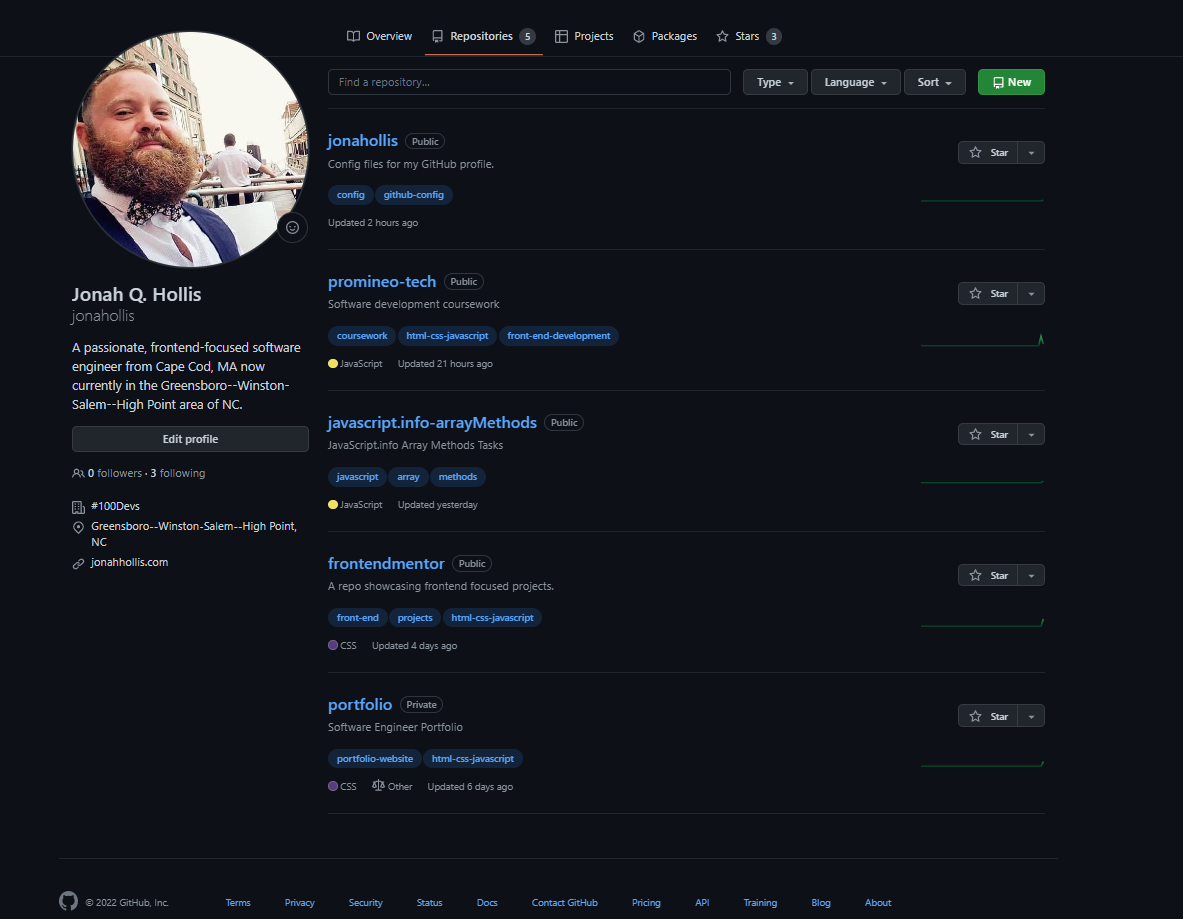 Overview Repositories 5 Projects Packages Stars 3
Find a repository... Type Language Sort New
Jonah Q. Hollis
jonahollis
A passionate, frontend-focused software
engineer from Cape Cod, MA now
currently in the Greensboro--Winston-
Salem--High Point area of NC.
Edit profile
0 followers · 3 following
#100Devs
Greensboro--Winston-Salem--High Point,
NC
jonahhollis.com
jonahollis Public
Star
Config files for my GitHub profile.
config github-config
Updated 2 hours ago
promineo-tech Public
Star
Software development coursework
coursework html-css-javascript front-end-development
JavaScript Updated 21 hours ago
javascript.info-arrayMethods Public
Star
JavaScript.info Array Methods Tasks
javascript array methods
JavaScript Updated yesterday
frontendmentor Public
Star
A repo showcasing frontend focused projects.
front-end projects html-css-javascript
CSS Updated 4 days ago
portfolio Private
Star
Software Engineer Portfolio
portfolio-website html-css-javascript
CSS Other Updated 6 days ago
© 2022 GitHub, Inc. Terms Privacy Security Status Docs Contact GitHub Pricing API Training Blog About